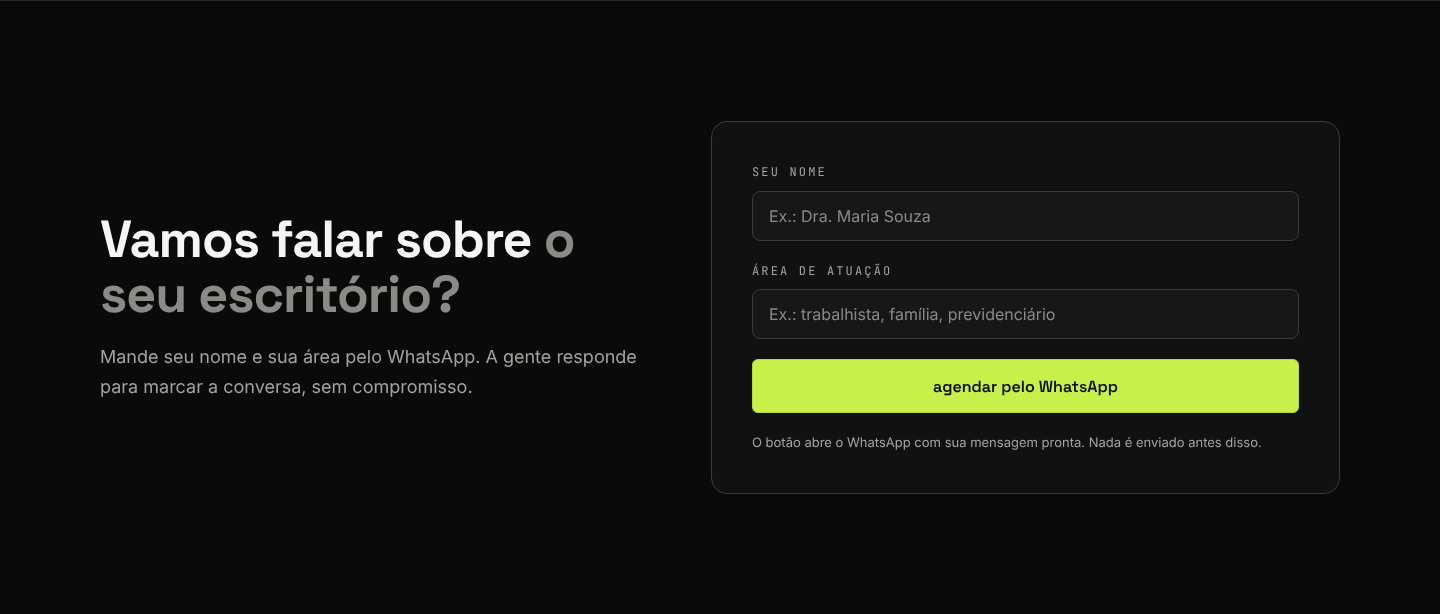 Vamos falar sobre o
seu escritório?
Mande seu nome e sua área pelo WhatsApp. A gente responde
para marcar a conversa, sem compromisso.
SEU NOME
Ex.: Dra. Maria Souza
ÁREA DE ATUAÇÃO
Ex.: trabalhista, família, previdenciário
agendar pelo WhatsApp
O botão abre o WhatsApp com sua mensagem pronta. Nada é enviado antes disso.